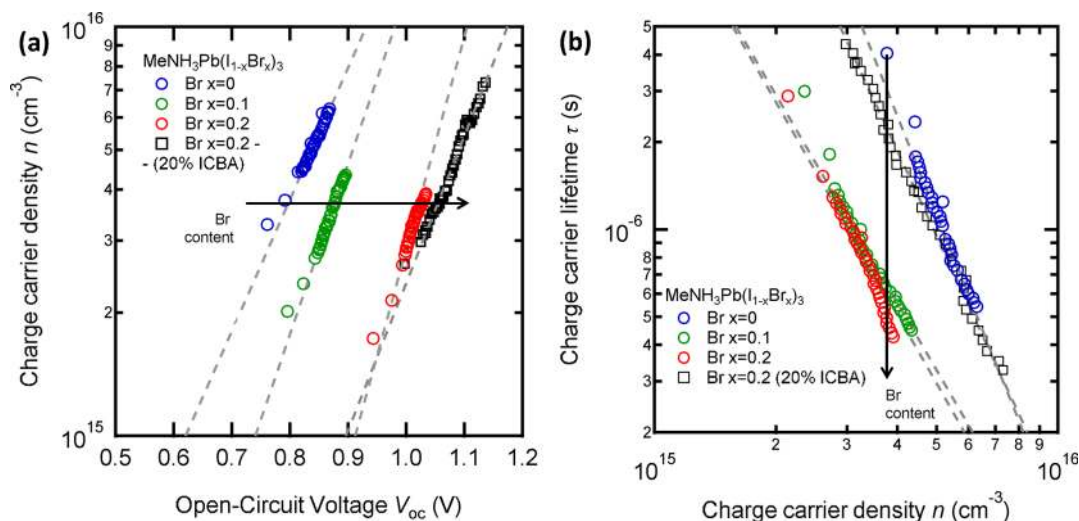 (a)
Charge carrier density n (cm⁻³)
10¹⁶
9
8
7
6
5
4
3
2
10¹⁵
MeNH₃Pb(I₁₋ₓBrₓ)₃
Br x=0
Br x=0.1
Br x=0.2
Br x=0.2 -
- (20% ICBA)
Br
content
0.5 0.6 0.7 0.8 0.9 1.0 1.1 1.2
Open-Circuit Voltage Voc (V)
(b)
Charge carrier lifetime τ (s)
5
4
3
2
10⁻⁶
9
8
7
6
5
4
3
2
MeNH₃Pb(I₁₋ₓBrₓ)₃
Br x=0
Br x=0.1
Br x=0.2
Br x=0.2 (20% ICBA)
Br
content
10¹⁵ 2 3 4 5 6 7 8 9 10¹⁶
Charge carrier density n (cm⁻³)